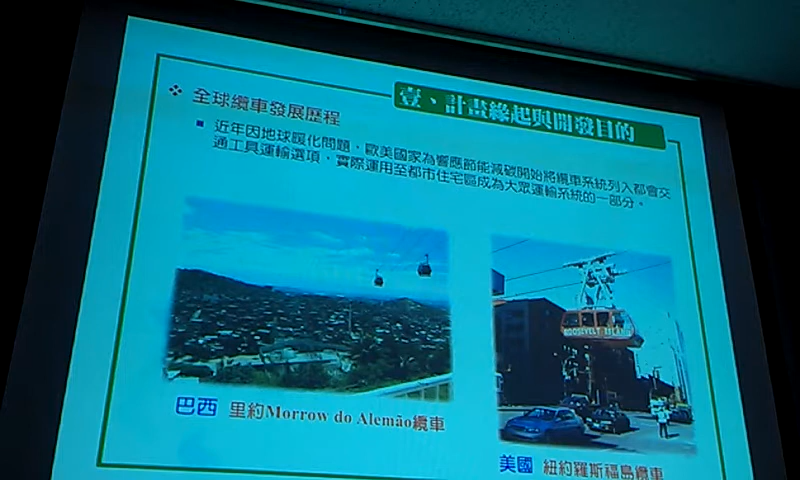 壹、計畫緣起與開發目的
全球纜車發展歷程
近年因地球暖化問題，歐美國家為響應節能減碳開始將纜車系統列入都會交
通工具運輸選項，實際運用至都市住宅區成為大眾運輸系統的一部分。
ROOSEVELT ISLAND
巴西 里約Morrow do Alemão纜車
美國 紐約羅斯福島纜車